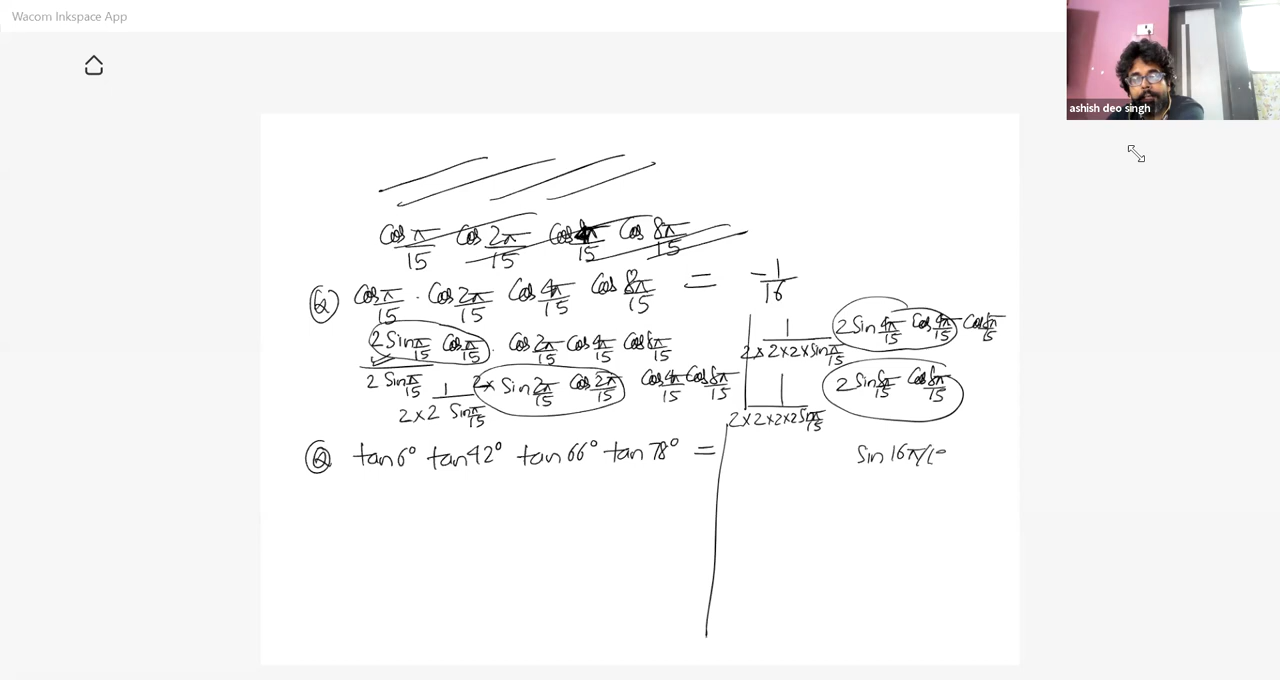 Wacom Inkspace App
ashish deo singh
Cos π/15 Cos 2π/15 Cos 4π/15 Cos 8π/15
Q) Cos π/15 . Cos 2π/15 Cos 4π/15 Cos 8π/15 = -1/16
2 Sin π/15 Cos π/15 . Cos 2π/15 Cos 4π/15 Cos 8π/15
2 Sin π/15
1 2x Sin 2π/15 Cos 2π/15 Cos 4π/15 Cos 8π/15
2×2 Sin π/15
1 2 Sin 4π/15 Cos 4π/15 Cos 8π/15
2×2×2×Sin π/15
1 2 Sin 8π/15 Cos 8π/15
2×2×2×2 Sin π/15
Q) tan 6° tan 42° tan 66° tan 78° =
Sin 16π/